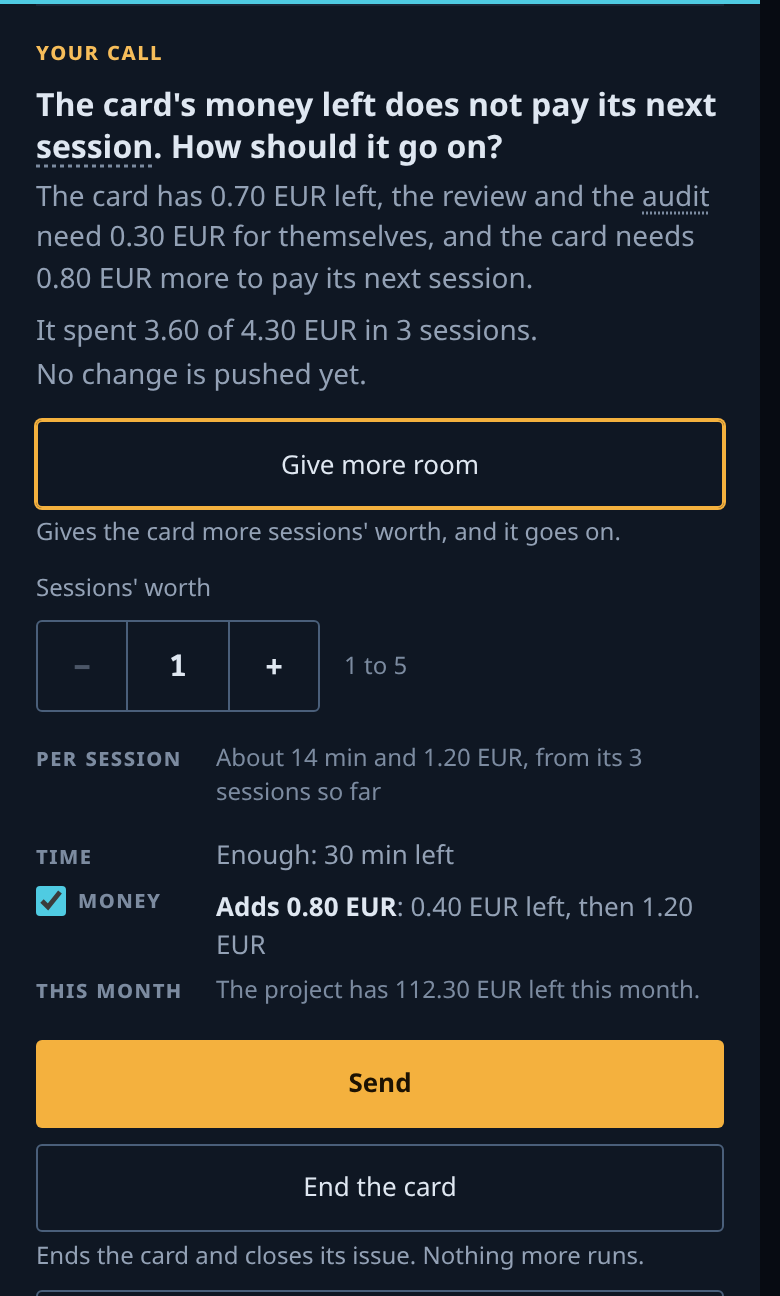 YOUR CALL
The card's money left does not pay its next
session. How should it go on?
The card has 0.70 EUR left, the review and the audit
need 0.30 EUR for themselves, and the card needs
0.80 EUR more to pay its next session.
It spent 3.60 of 4.30 EUR in 3 sessions.
No change is pushed yet.
Give more room
Gives the card more sessions' worth, and it goes on.
Sessions' worth
− 1 + 1 to 5
PER SESSION About 14 min and 1.20 EUR, from its 3
sessions so far
TIME Enough: 30 min left
MONEY Adds 0.80 EUR: 0.40 EUR left, then 1.20
EUR
THIS MONTH The project has 112.30 EUR left this month.
Send
End the card
Ends the card and closes its issue. Nothing more runs.